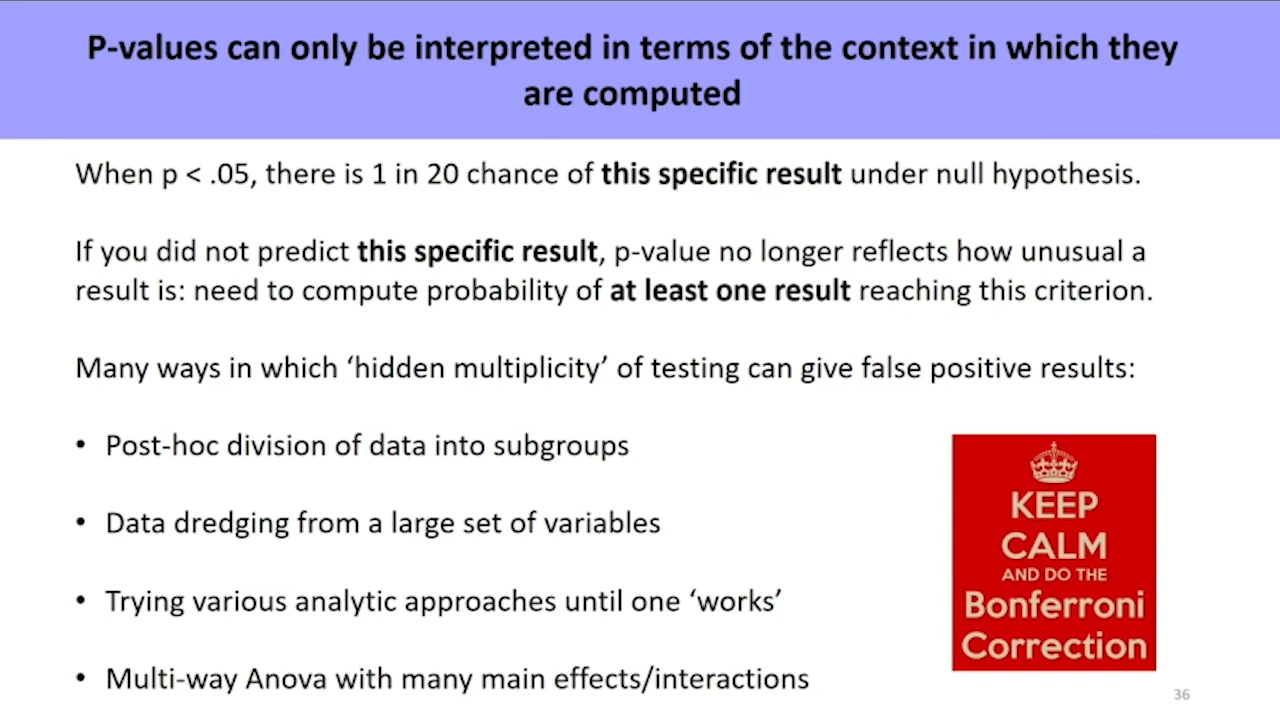 P-values can only be interpreted in terms of the context in which they
are computed
When p < .05, there is 1 in 20 chance of this specific result under null hypothesis.
If you did not predict this specific result, p-value no longer reflects how unusual a
result is: need to compute probability of at least one result reaching this criterion.
Many ways in which ‘hidden multiplicity’ of testing can give false positive results:
• Post-hoc division of data into subgroups
• Data dredging from a large set of variables
• Trying various analytic approaches until one ‘works’
• Multi-way Anova with many main effects/interactions
KEEP
CALM
AND DO THE
Bonferroni
Correction
36